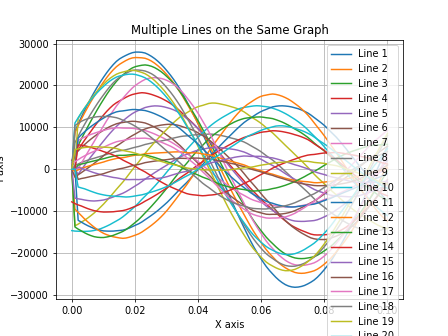 Multiple Lines on the Same Graph
30000
20000
10000
0
−10000
−20000
−30000
0.00
0.02
0.04
0.06
0.08
X axis
Line 1
Line 2
Line 3
Line 4
Line 5
Line 6
Line 7
Line 8
Line 9
Line 10
Line 11
Line 12
Line 13
Line 14
Line 15
Line 16
Line 17
Line 18
Line 19